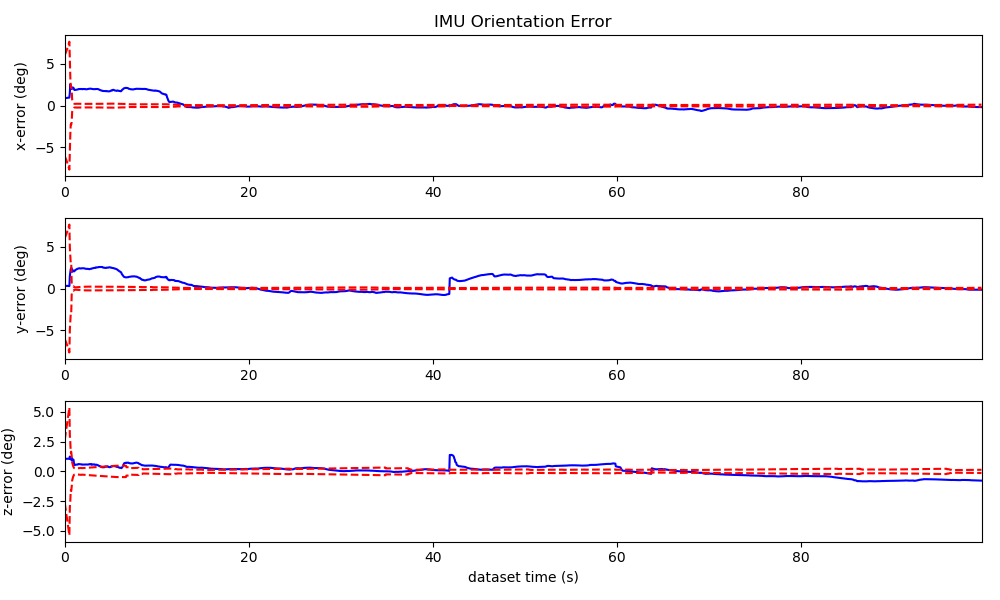 IMU Orientation Error
x-error (deg)
5
0
−5
0 20 40 60 80
y-error (deg)
5
0
−5
0 20 40 60 80
z-error (deg)
5.0
2.5
0.0
−2.5
−5.0
0 20 40 60 80
dataset time (s)